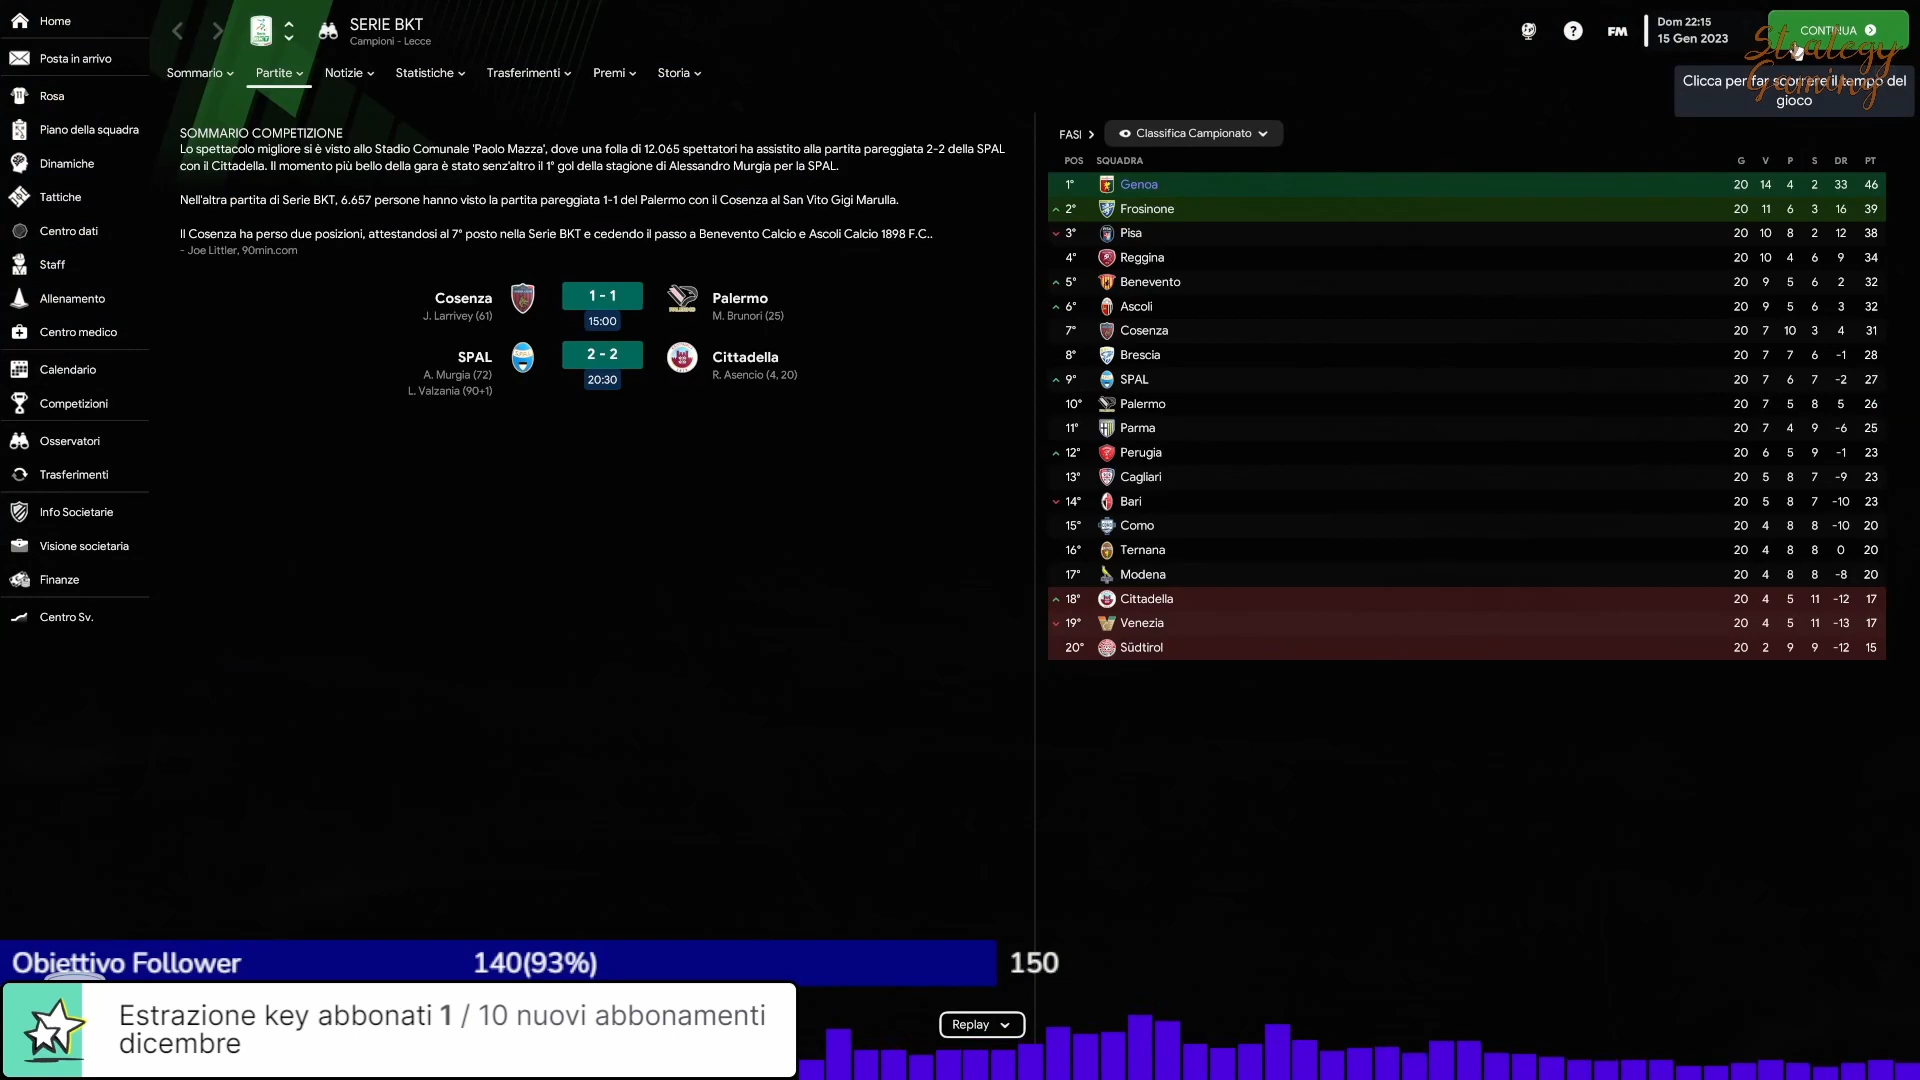 Home
Posta in arrivo
Rosa
Piano della squadra
Dinamiche
Tattiche
Centro dati
Staff
Allenamento
Centro medico
Calendario
Competizioni
Osservatori
Trasferimenti
Info Societarie
Visione societaria
Finanze
Centro Sv.
SERIE BKT
Campioni - Lecce
FM
Dom 22:15
15 Gen 2023
CONTINUA
Strategy
Gaming
Clicca per far scorrere il tempo del
gioco
Sommario Partite Notizie Statistiche Trasferimenti Premi Storia
SOMMARIO COMPETIZIONE
Lo spettacolo migliore si è visto allo Stadio Comunale 'Paolo Mazza', dove una folla di 12.065 spettatori ha assistito alla partita pareggiata 2-2 della SPAL
con il Cittadella. Il momento più bello della gara è stato senz'altro il 1° gol della stagione di Alessandro Murgia per la SPAL.
Nell'altra partita di Serie BKT, 6.657 persone hanno visto la partita pareggiata 1-1 del Palermo con il Cosenza al San Vito Gigi Marulla.
Il Cosenza ha perso due posizioni, attestandosi al 7° posto nella Serie BKT e cedendo il passo a Benevento Calcio e Ascoli Calcio 1898 F.C..
- Joe Littler, 90min.com
Cosenza 1 - 1 Palermo
J. Larrivey (61) 15:00 M. Brunori (25)
SPAL 2 - 2 Cittadella
A. Murgia (72) 20:30 R. Asencio (4, 20)
L. Valzania (90+1)
FASI Classifica Campionato
POS SQUADRA G V P S DR PT
1° Genoa 20 14 4 2 33 46
2° Frosinone 20 11 6 3 16 39
3° Pisa 20 10 8 2 12 38
4° Reggina 20 10 4 6 9 34
5° Benevento 20 9 5 6 2 32
6° Ascoli 20 9 5 6 3 32
7° Cosenza 20 7 10 3 4 31
8° Brescia 20 7 7 6 -1 28
9° SPAL 20 7 6 7 -2 27
10° Palermo 20 7 5 8 5 26
11° Parma 20 7 4 9 -6 25
12° Perugia 20 6 5 9 -1 23
13° Cagliari 20 5 8 7 -9 23
14° Bari 20 5 8 7 -10 23
15° Como 20 4 8 8 -10 20
16° Ternana 20 4 8 8 0 20
17° Modena 20 4 8 8 -8 20
18° Cittadella 20 4 5 11 -12 17
19° Venezia 20 4 5 11 -13 17
20° Südtirol 20 2 9 9 -12 15
Obiettivo Follower 140(93%) 150
Estrazione key abbonati 1 / 10 nuovi abbonamenti
dicembre
Replay